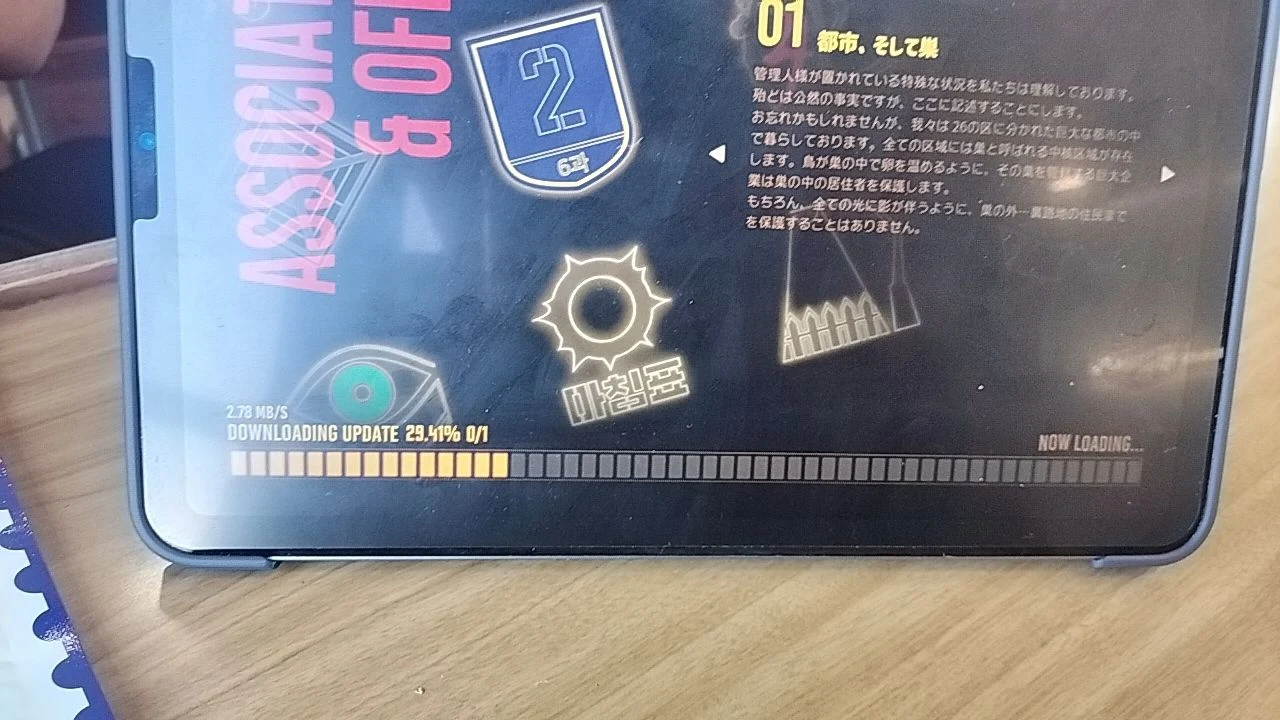 ASSOCIAT
& OFF
2
6과
마침표
01 都市、そして巣
管理人様が置かれている特殊な状況を私たちは理解しております。
殆どは公然の事実ですが、ここに記述することにします。
お忘れかもしれませんが、我々は26の区に分かれた巨大な都市の中
で暮らしております。全ての区域には巣と呼ばれる中核区域が存在
します。鳥が巣の中で卵を温めるように、その巣を管理する巨大企
業は巣の中の居住者を保護します。
もちろん、全ての光に影が伴うように、巣の外…裏路地の住民まで
を保護することはありません。
2.78 MB/S
DOWNLOADING UPDATE 29.41% 0/1
NOW LOADING...